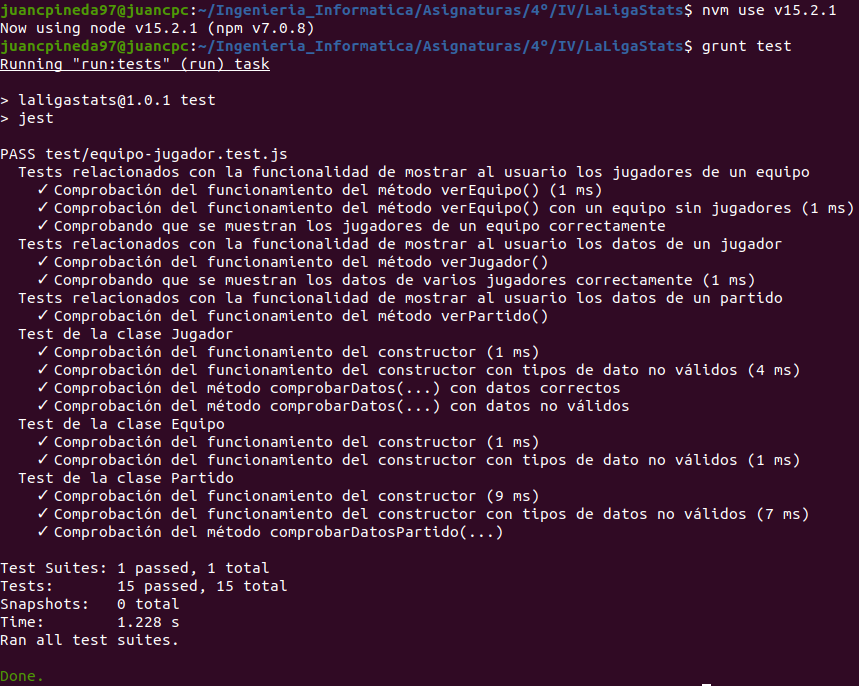 juancpineda97@juancpc:~/Ingenieria_Informatica/Asignaturas/4º/IV/LaLigaStats$ nvm use v15.2.1
Now using node v15.2.1 (npm v7.0.8)
juancpineda97@juancpc:~/Ingenieria_Informatica/Asignaturas/4º/IV/LaLigaStats$ grunt test
Running "run:tests" (run) task
> laligastats@1.0.1 test
> jest
PASS test/equipo-jugador.test.js
Tests relacionados con la funcionalidad de mostrar al usuario los jugadores de un equipo
✓ Comprobación del funcionamiento del método verEquipo() (1 ms)
✓ Comprobación del funcionamiento del método verEquipo() con un equipo sin jugadores (1 ms)
✓ Comprobando que se muestran los jugadores de un equipo correctamente
Tests relacionados con la funcionalidad de mostrar al usuario los datos de un jugador
✓ Comprobación del funcionamiento del método verJugador()
✓ Comprobando que se muestran los datos de varios jugadores correctamente (1 ms)
Tests relacionados con la funcionalidad de mostrar al usuario los datos de un partido
✓ Comprobación del funcionamiento del método verPartido()
Test de la clase Jugador
✓ Comprobación del funcionamiento del constructor (1 ms)
✓ Comprobación del funcionamiento del constructor con tipos de dato no válidos (4 ms)
✓ Comprobación del método comprobarDatos(...) con datos correctos
✓ Comprobación del método comprobarDatos(...) con datos no válidos
Test de la clase Equipo
✓ Comprobación del funcionamiento del constructor (1 ms)
✓ Comprobación del funcionamiento del constructor con tipos de dato no válidos (1 ms)
Test de la clase Partido
✓ Comprobación del funcionamiento del constructor (9 ms)
✓ Comprobación del funcionamiento del constructor con tipos de datos no válidos (7 ms)
✓ Comprobación del método comprobarDatosPartido(...)
Test Suites: 1 passed, 1 total
Tests:       15 passed, 15 total
Snapshots:   0 total
Time:        1.228 s
Ran all test suites.
Done.